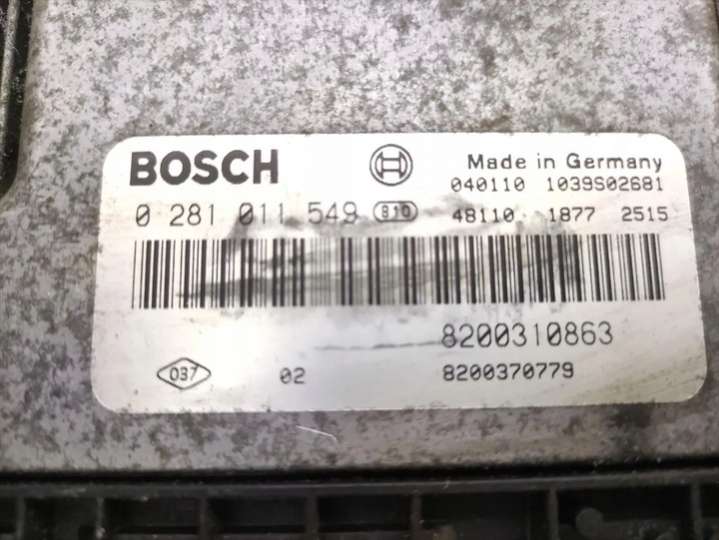 BOSCH
Made in Germany
040110 1039S02681
0 281 011 549 810
48110 1877 2515
8200310863
037 02 8200370779